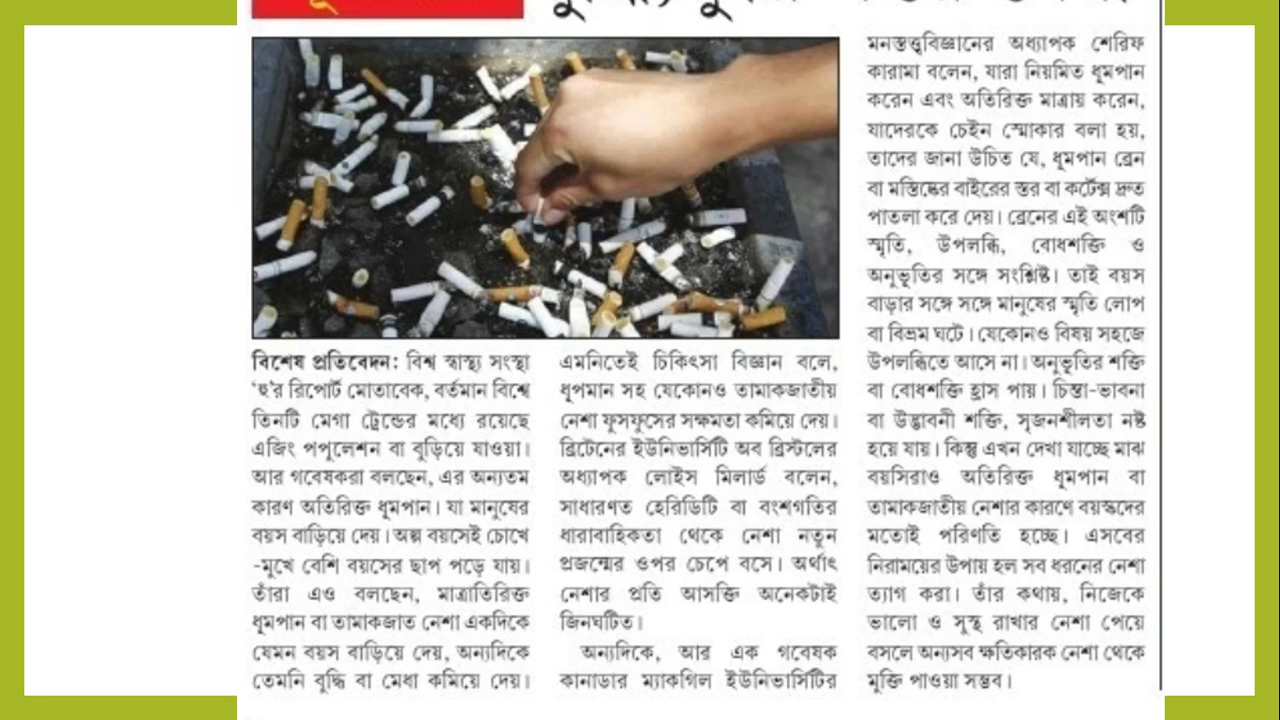 বিশেষ প্রতিবেদন: বিশ্ব স্বাস্থ্য সংস্থা
‘হু’র রিপোর্ট মোতাবেক, বর্তমান বিশ্বে
তিনটি মেগা ট্রেন্ডের মধ্যে রয়েছে
এজিং পপুলেশন বা বুড়িয়ে যাওয়া।
আর গবেষকরা বলছেন, এর অন্যতম
কারণ অতিরিক্ত ধূমপান। যা মানুষের
বয়স বাড়িয়ে দেয়। অল্প বয়সেই চোখে
-মুখে বেশি বয়সের ছাপ পড়ে যায়।
তাঁরা এও বলছেন, মাত্রাতিরিক্ত
ধূমপান বা তামাকজাত নেশা একদিকে
যেমন বয়স বাড়িয়ে দেয়, অন্যদিকে
তেমনি বুদ্ধি বা মেধা কমিয়ে দেয়।
এমনিতেই চিকিৎসা বিজ্ঞান বলে,
ধূপমান সহ যেকোনও তামাকজাতীয়
নেশা ফুসফুসের সক্ষমতা কমিয়ে দেয়।
ব্রিটেনের ইউনিভার্সিটি অব ব্রিস্টলের
অধ্যাপক লোইস মিলার্ড বলেন,
সাধারণত হেরিডিটি বা বংশগতির
ধারাবাহিকতা থেকে নেশা নতুন
প্রজন্মের ওপর চেপে বসে। অর্থাৎ
নেশার প্রতি আসক্তি অনেকটাই
জিনঘটিত।
অন্যদিকে, আর এক গবেষক
কানাডার ম্যাকগিল ইউনিভার্সিটির
মনস্তত্ত্ববিজ্ঞানের অধ্যাপক শেরিফ
কারামা বলেন, যারা নিয়মিত ধূমপান
করেন এবং অতিরিক্ত মাত্রায় করেন,
যাদেরকে চেইন স্মোকার বলা হয়,
তাদের জানা উচিত যে, ধূমপান ব্রেন
বা মস্তিষ্কের বাইরের স্তর বা কর্টেক্স দ্রুত
পাতলা করে দেয়। ব্রেনের এই অংশটি
স্মৃতি, উপলব্ধি, বোধশক্তি ও
অনুভূতির সঙ্গে সংশ্লিষ্ট। তাই বয়স
বাড়ার সঙ্গে সঙ্গে মানুষের স্মৃতি লোপ
বা বিভ্রম ঘটে। যেকোনও বিষয় সহজে
উপলব্ধিতে আসে না। অনুভূতির শক্তি
বা বোধশক্তি হ্রাস পায়। চিন্তা-ভাবনা
বা উদ্ভাবনী শক্তি, সৃজনশীলতা নষ্ট
হয়ে যায়। কিন্তু এখন দেখা যাচ্ছে মাঝ
বয়সিরাও অতিরিক্ত ধূমপান বা
তামাকজাতীয় নেশার কারণে বয়স্কদের
মতোই পরিণতি হচ্ছে। এসবের
নিরাময়ের উপায় হল সব ধরনের নেশা
ত্যাগ করা। তাঁর কথায়, নিজেকে
ভালো ও সুস্থ রাখার নেশা পেয়ে
বসলে অন্যসব ক্ষতিকারক নেশা থেকে
মুক্তি পাওয়া সম্ভব।